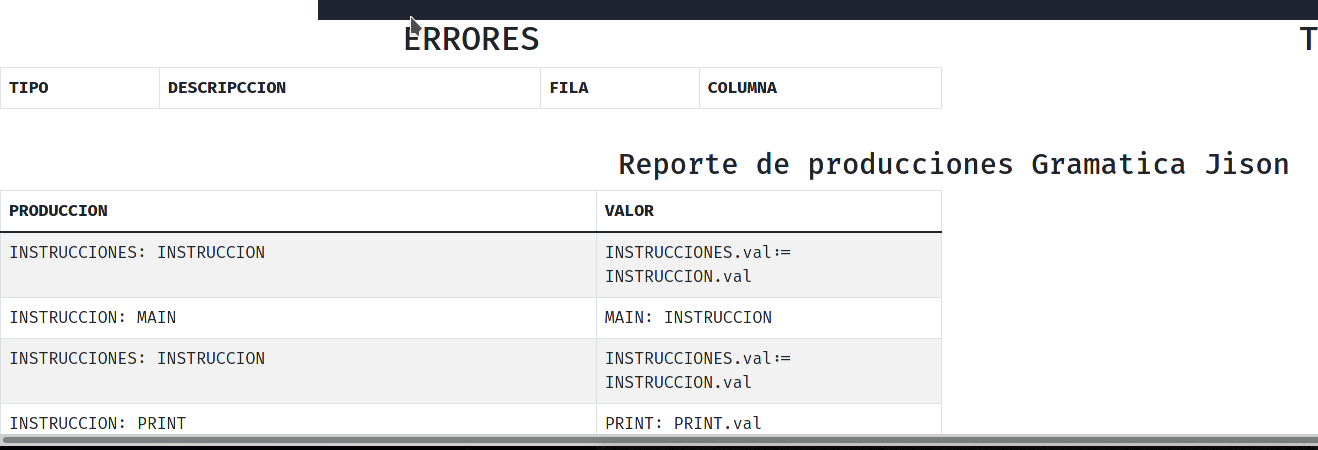 ERRORES T
TIPO DESCRIPCCION FILA COLUMNA
Reporte de producciones Gramatica Jison
PRODUCCION VALOR
INSTRUCCIONES: INSTRUCCION INSTRUCCIONES.val:=
INSTRUCCION.val
INSTRUCCION: MAIN MAIN: INSTRUCCION
INSTRUCCIONES: INSTRUCCION INSTRUCCIONES.val:=
INSTRUCCION.val
INSTRUCCION: PRINT PRINT: PRINT.val